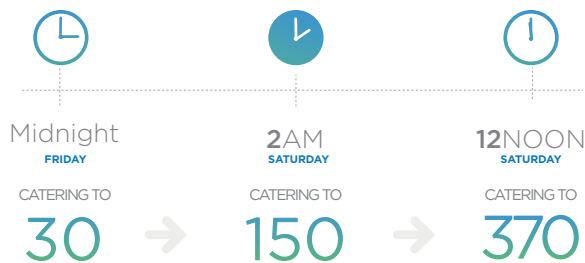 Midnight
FRIDAY
CATERING TO
30
2AM
SATURDAY
CATERING TO
150
12NOON
SATURDAY
CATERING TO
370